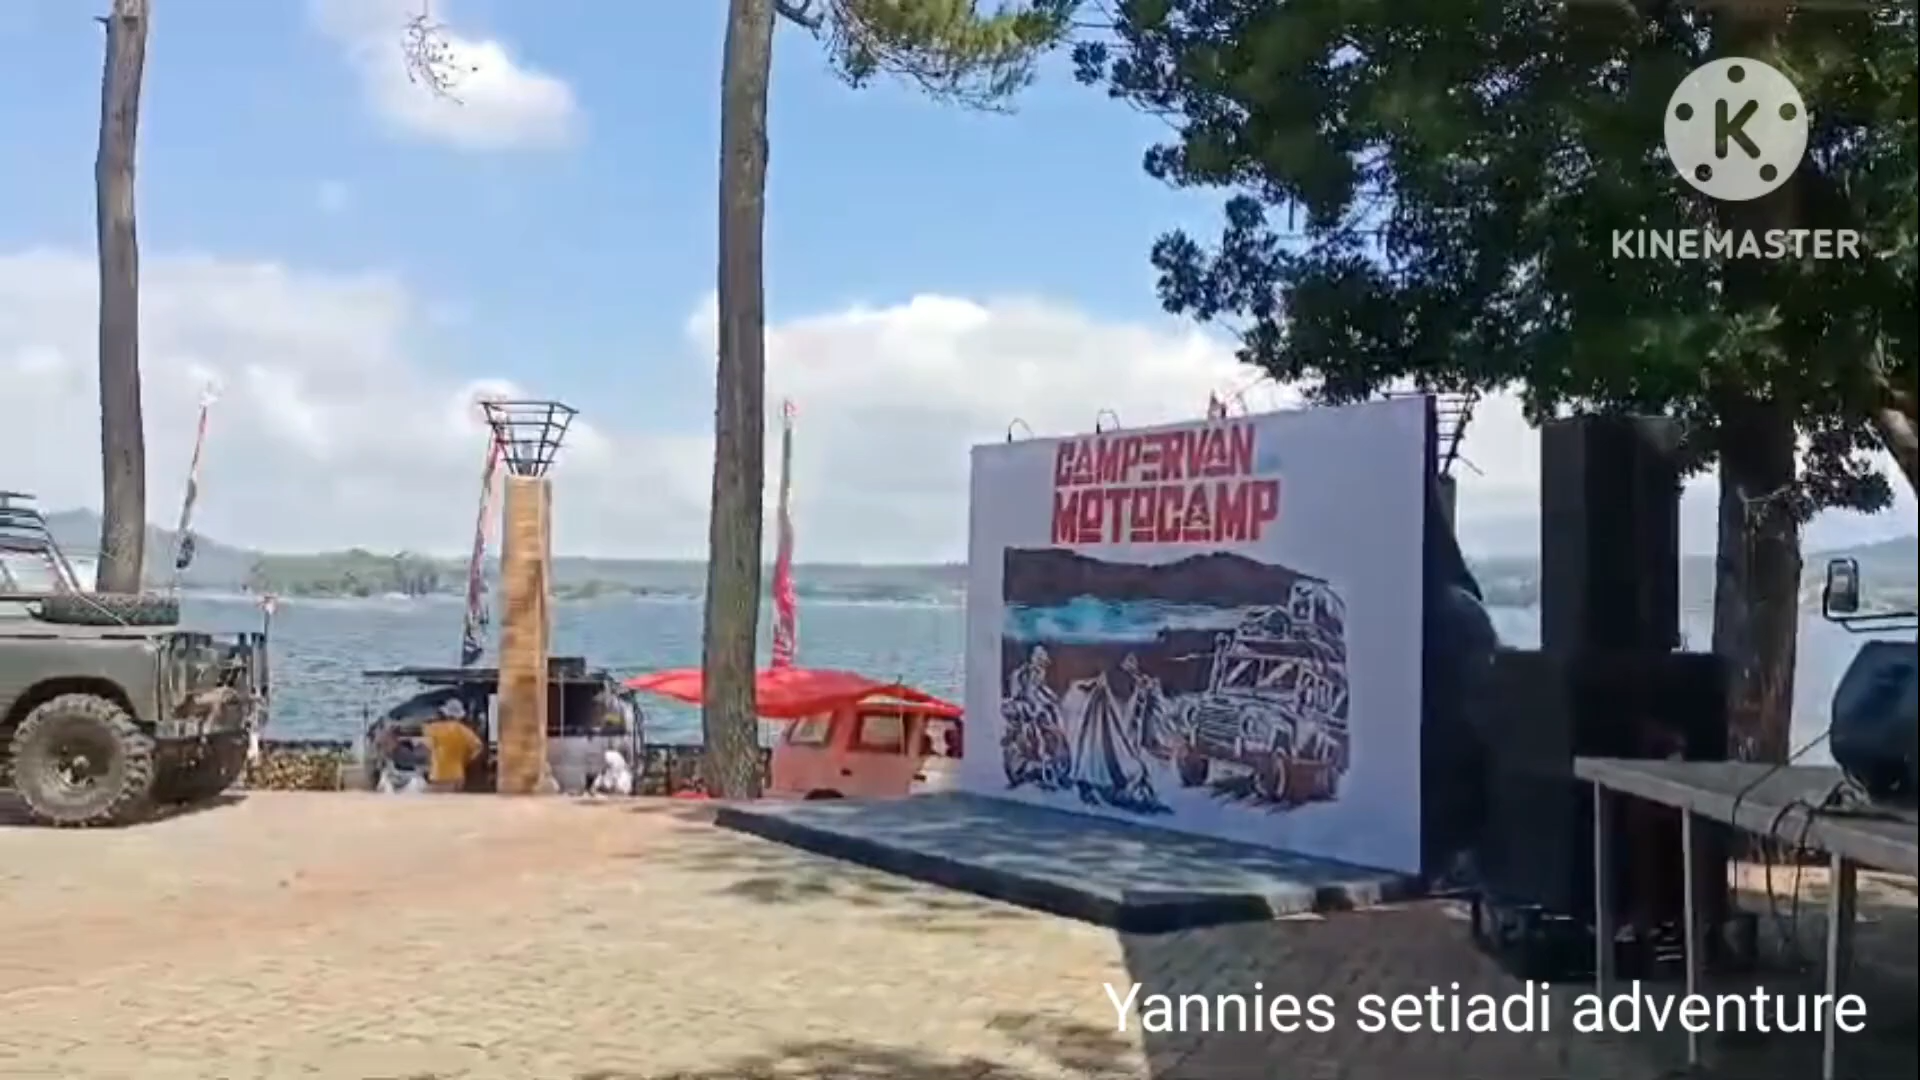 K
KINEMASTER
CAMPERVAN
MOTOCAMP
Yannies setiadi adventure